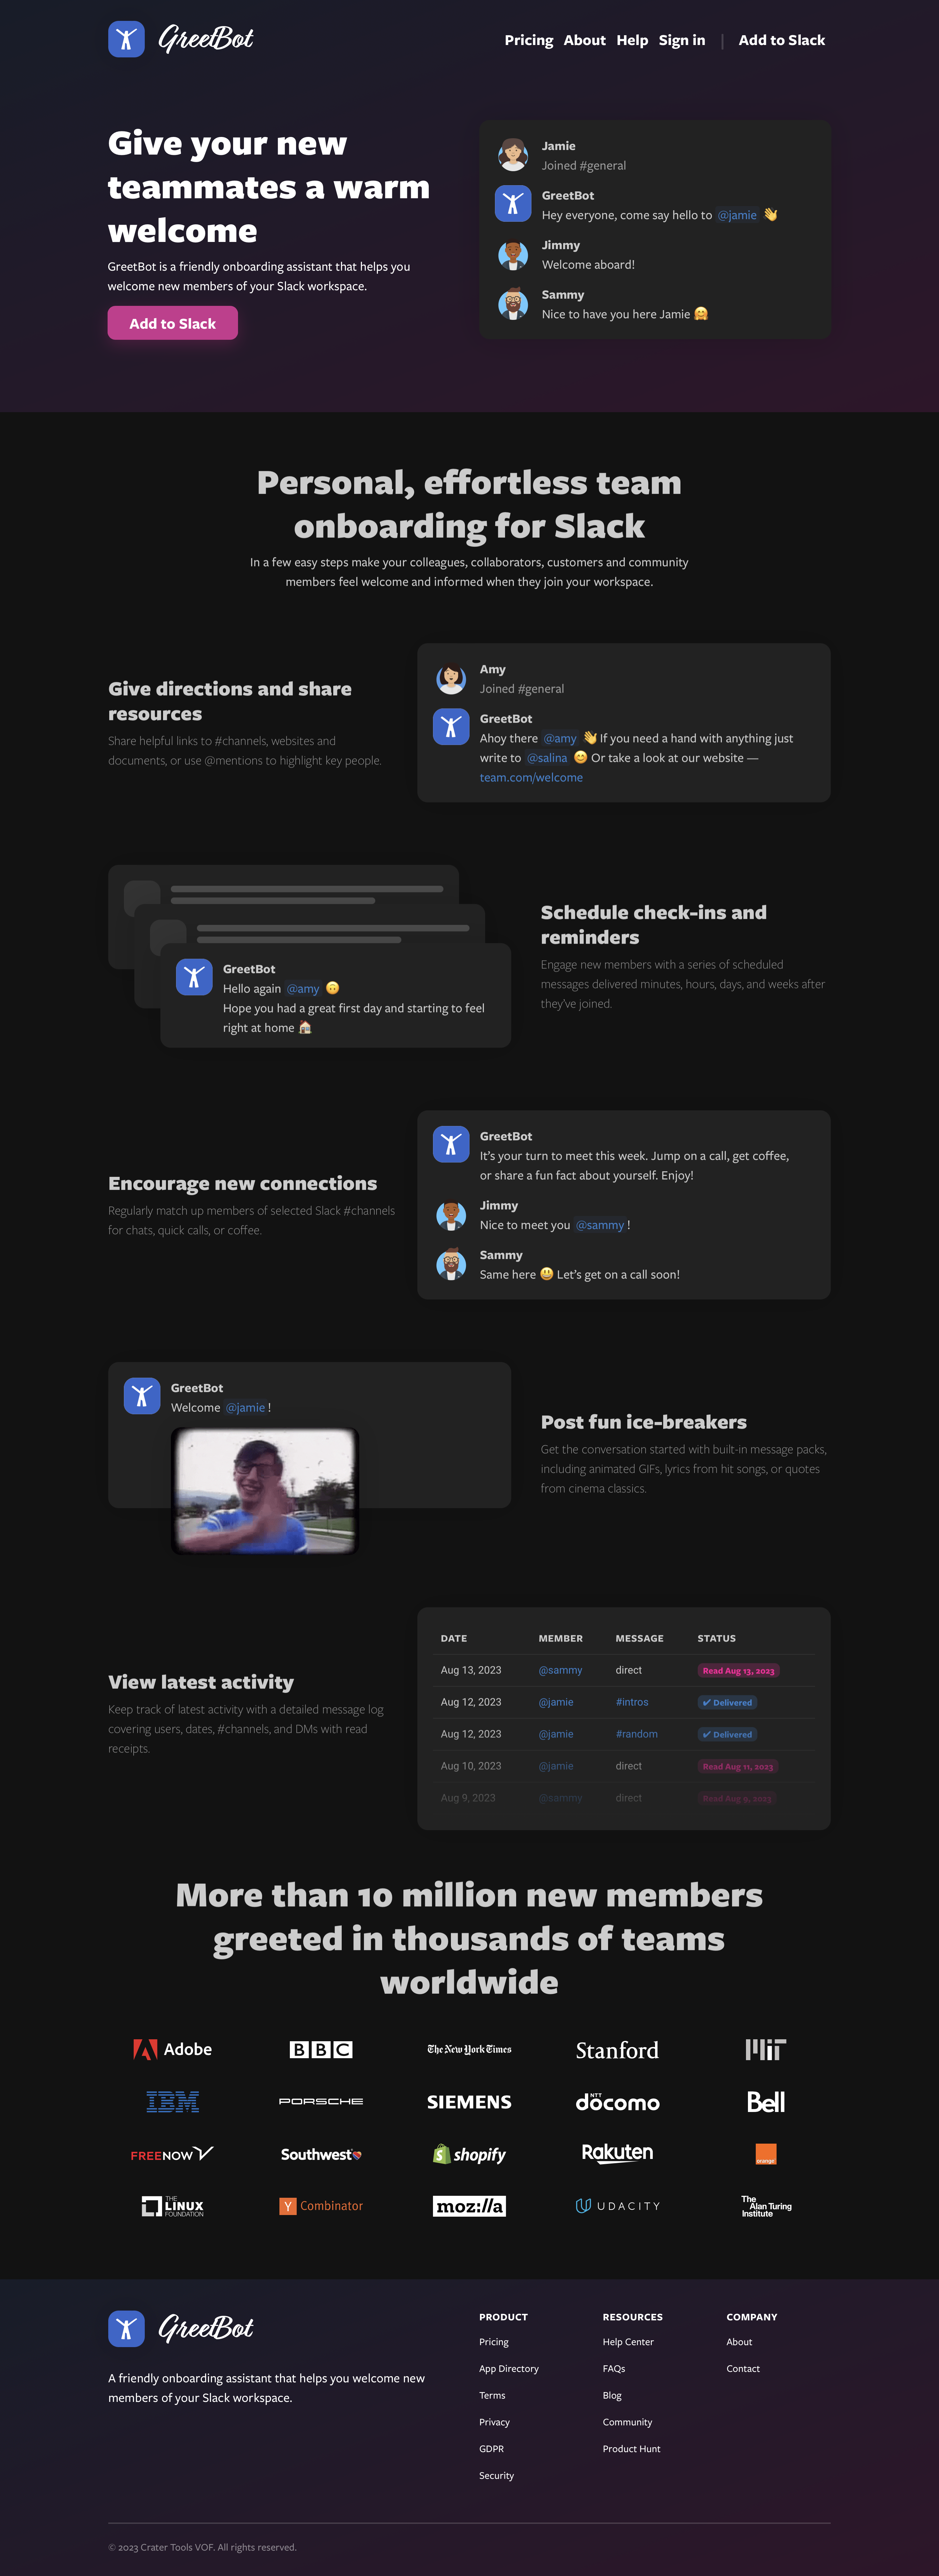 GreetBot
Pricing About Help Sign in | Add to Slack
Give your new
teammates a warm
welcome
GreetBot is a friendly onboarding assistant that helps you
welcome new members of your Slack workspace.
Add to Slack
Jamie
Joined #general
GreetBot
Hey everyone, come say hello to @jamie 👋
Jimmy
Welcome aboard!
Sammy
Nice to have you here Jamie 🤗
Personal, effortless team
onboarding for Slack
In a few easy steps make your colleagues, collaborators, customers and community
members feel welcome and informed when they join your workspace.
Give directions and share
resources
Share helpful links to #channels, websites and
documents, or use @mentions to highlight key people.
Amy
Joined #general
GreetBot
Ahoy there @amy 👋 If you need a hand with anything just
write to @salina 😊 Or take a look at our website —
team.com/welcome
GreetBot
Hello again @amy 🙃
Hope you had a great first day and starting to feel
right at home 🏠
Schedule check-ins and
reminders
Engage new members with a series of scheduled
messages delivered minutes, hours, days, and weeks after
they've joined.
Encourage new connections
Regularly match up members of selected Slack #channels
for chats, quick calls, or coffee.
GreetBot
It's your turn to meet this week. Jump on a call, get coffee,
or share a fun fact about yourself. Enjoy!
Jimmy
Nice to meet you @sammy!
Sammy
Same here 😃 Let's get on a call soon!
GreetBot
Welcome @jamie!
Post fun ice-breakers
Get the conversation started with built-in message packs,
including animated GIFs, lyrics from hit songs, or quotes
from cinema classics.
View latest activity
Keep track of latest activity with a detailed message log
covering users, dates, #channels, and DMs with read
receipts.
DATE MEMBER MESSAGE STATUS
Aug 13, 2023 @sammy direct Read Aug 13, 2023
Aug 12, 2023 @jamie #intros ✔ Delivered
Aug 12, 2023 @jamie #random ✔ Delivered
Aug 10, 2023 @jamie direct Read Aug 11, 2023
Aug 9, 2023 @sammy direct Read Aug 9, 2023
More than 10 million new members
greeted in thousands of teams
worldwide
Adobe BBC The New York Times Stanford MIT
IBM PORSCHE SIEMENS NTT döcomo Bell
FREENOW Southwest shopify Rakuten orange
THE LINUX FOUNDATION Y Combinator moz://a UDACITY The Alan Turing Institute
GreetBot
A friendly onboarding assistant that helps you welcome new
members of your Slack workspace.
PRODUCT
Pricing
App Directory
Terms
Privacy
GDPR
Security
RESOURCES
Help Center
FAQs
Blog
Community
Product Hunt
COMPANY
About
Contact
© 2023 Crater Tools VOF. All rights reserved.